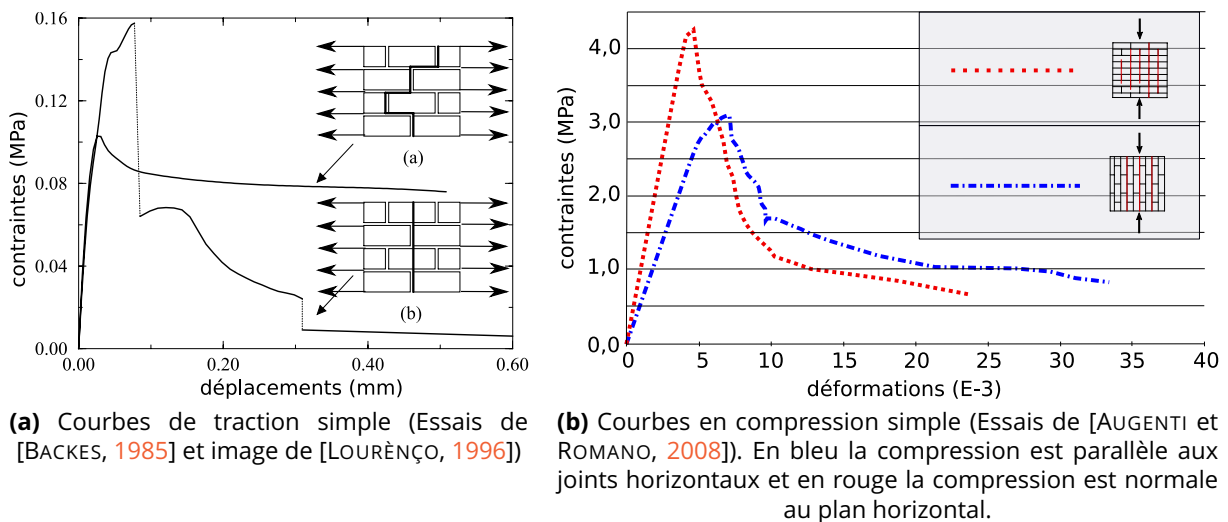 0.16
0.12
0.08
0.04
0.00
contraintes (MPa)
0.00
0.20
0.40
0.60
déplacements (mm)
(a)
(b)
4,0
3,0
2,0
1,0
0,0
contraintes (MPa)
0
5
10
15
20
25
30
35
40
déformations (E-3)
(a) Courbes de traction simple (Essais de
[BACKES, 1985] et image de [LOURÈNÇO, 1996])
(b) Courbes en compression simple (Essais de [AUGENTI et
ROMANO, 2008]). En bleu la compression est parallèle aux
joints horizontaux et en rouge la compression est normale
au plan horizontal.